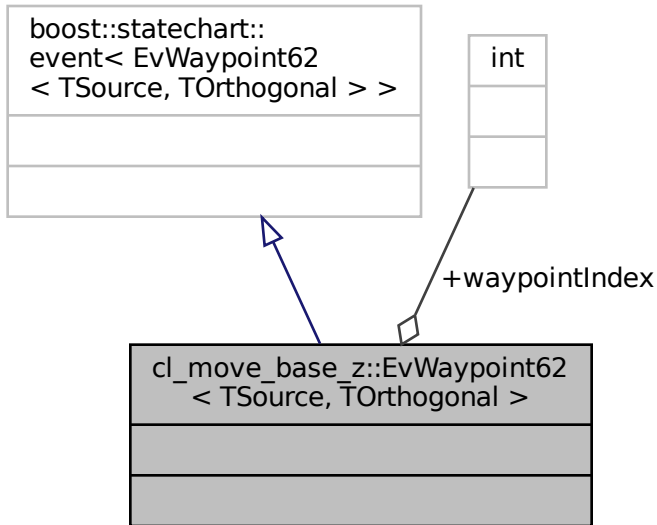 boost::statechart::
event< EvWaypoint62
< TSource, TOrthogonal > >
int
+waypointIndex
cl_move_base_z::EvWaypoint62
< TSource, TOrthogonal >